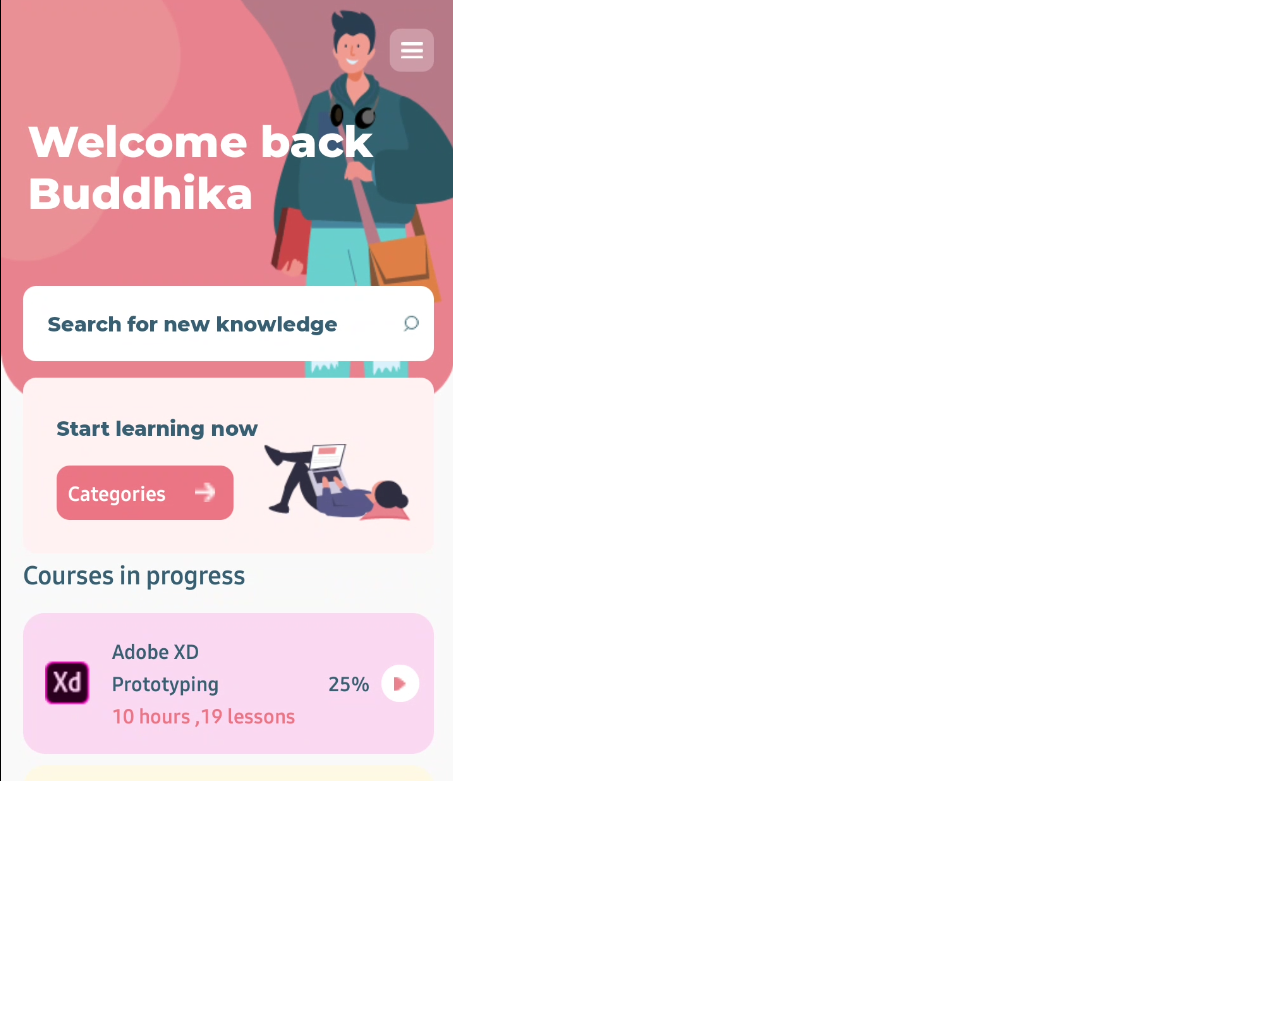 Welcome back
Buddhika
Search for new knowledge
Start learning now
Categories
Courses in progress
Adobe XD
Xd
Prototyping
25%
10 hours ,19 lessons